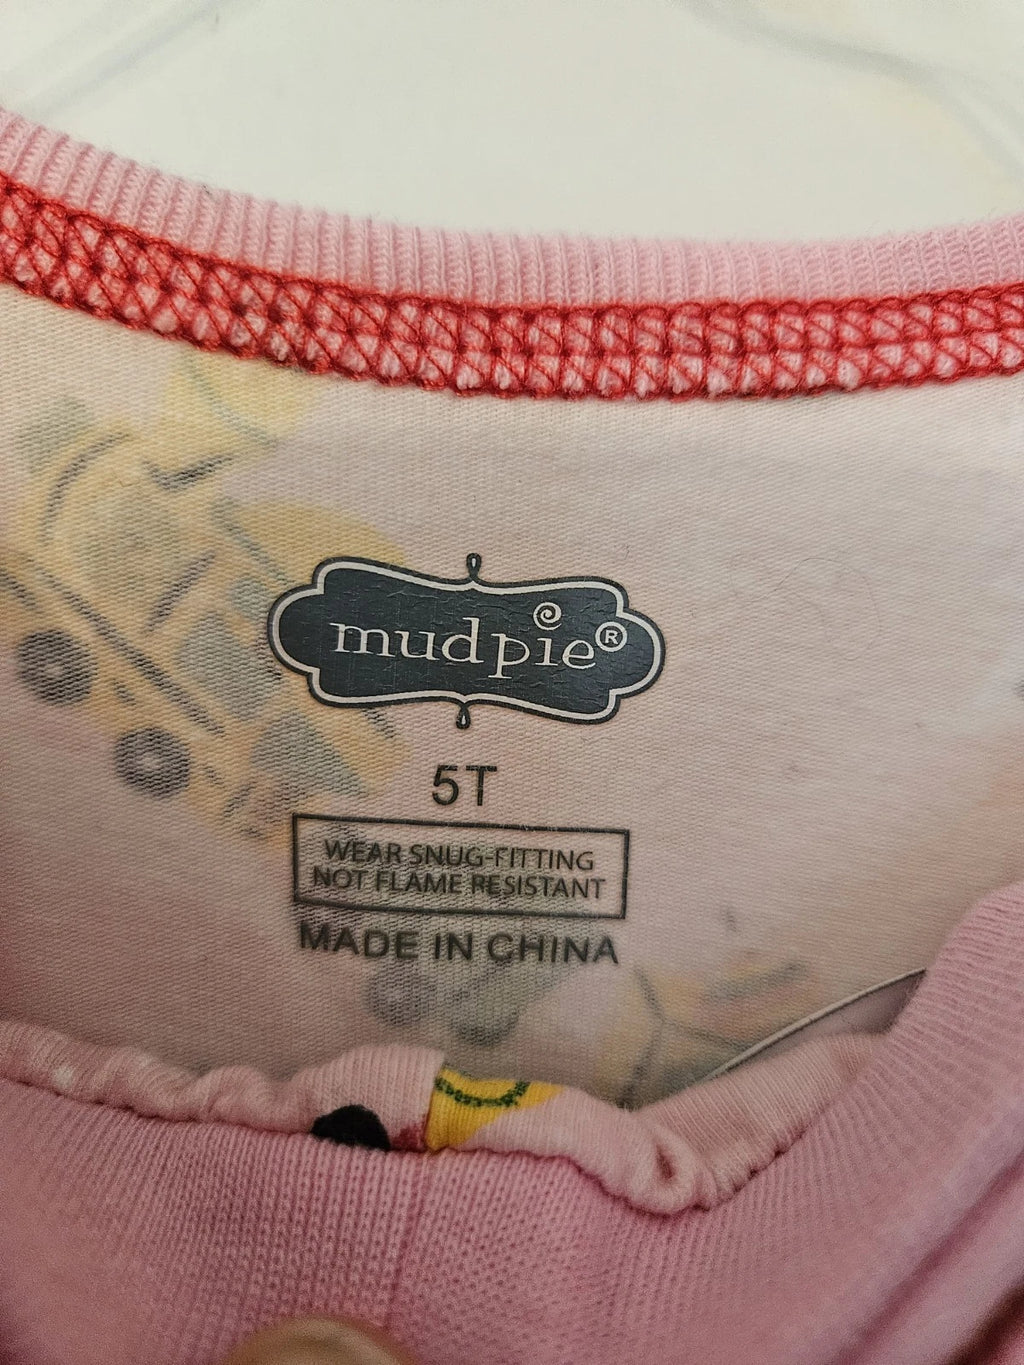 mudpie®
5T
WEAR SNUG-FITTING
NOT FLAME RESISTANT
MADE IN CHINA